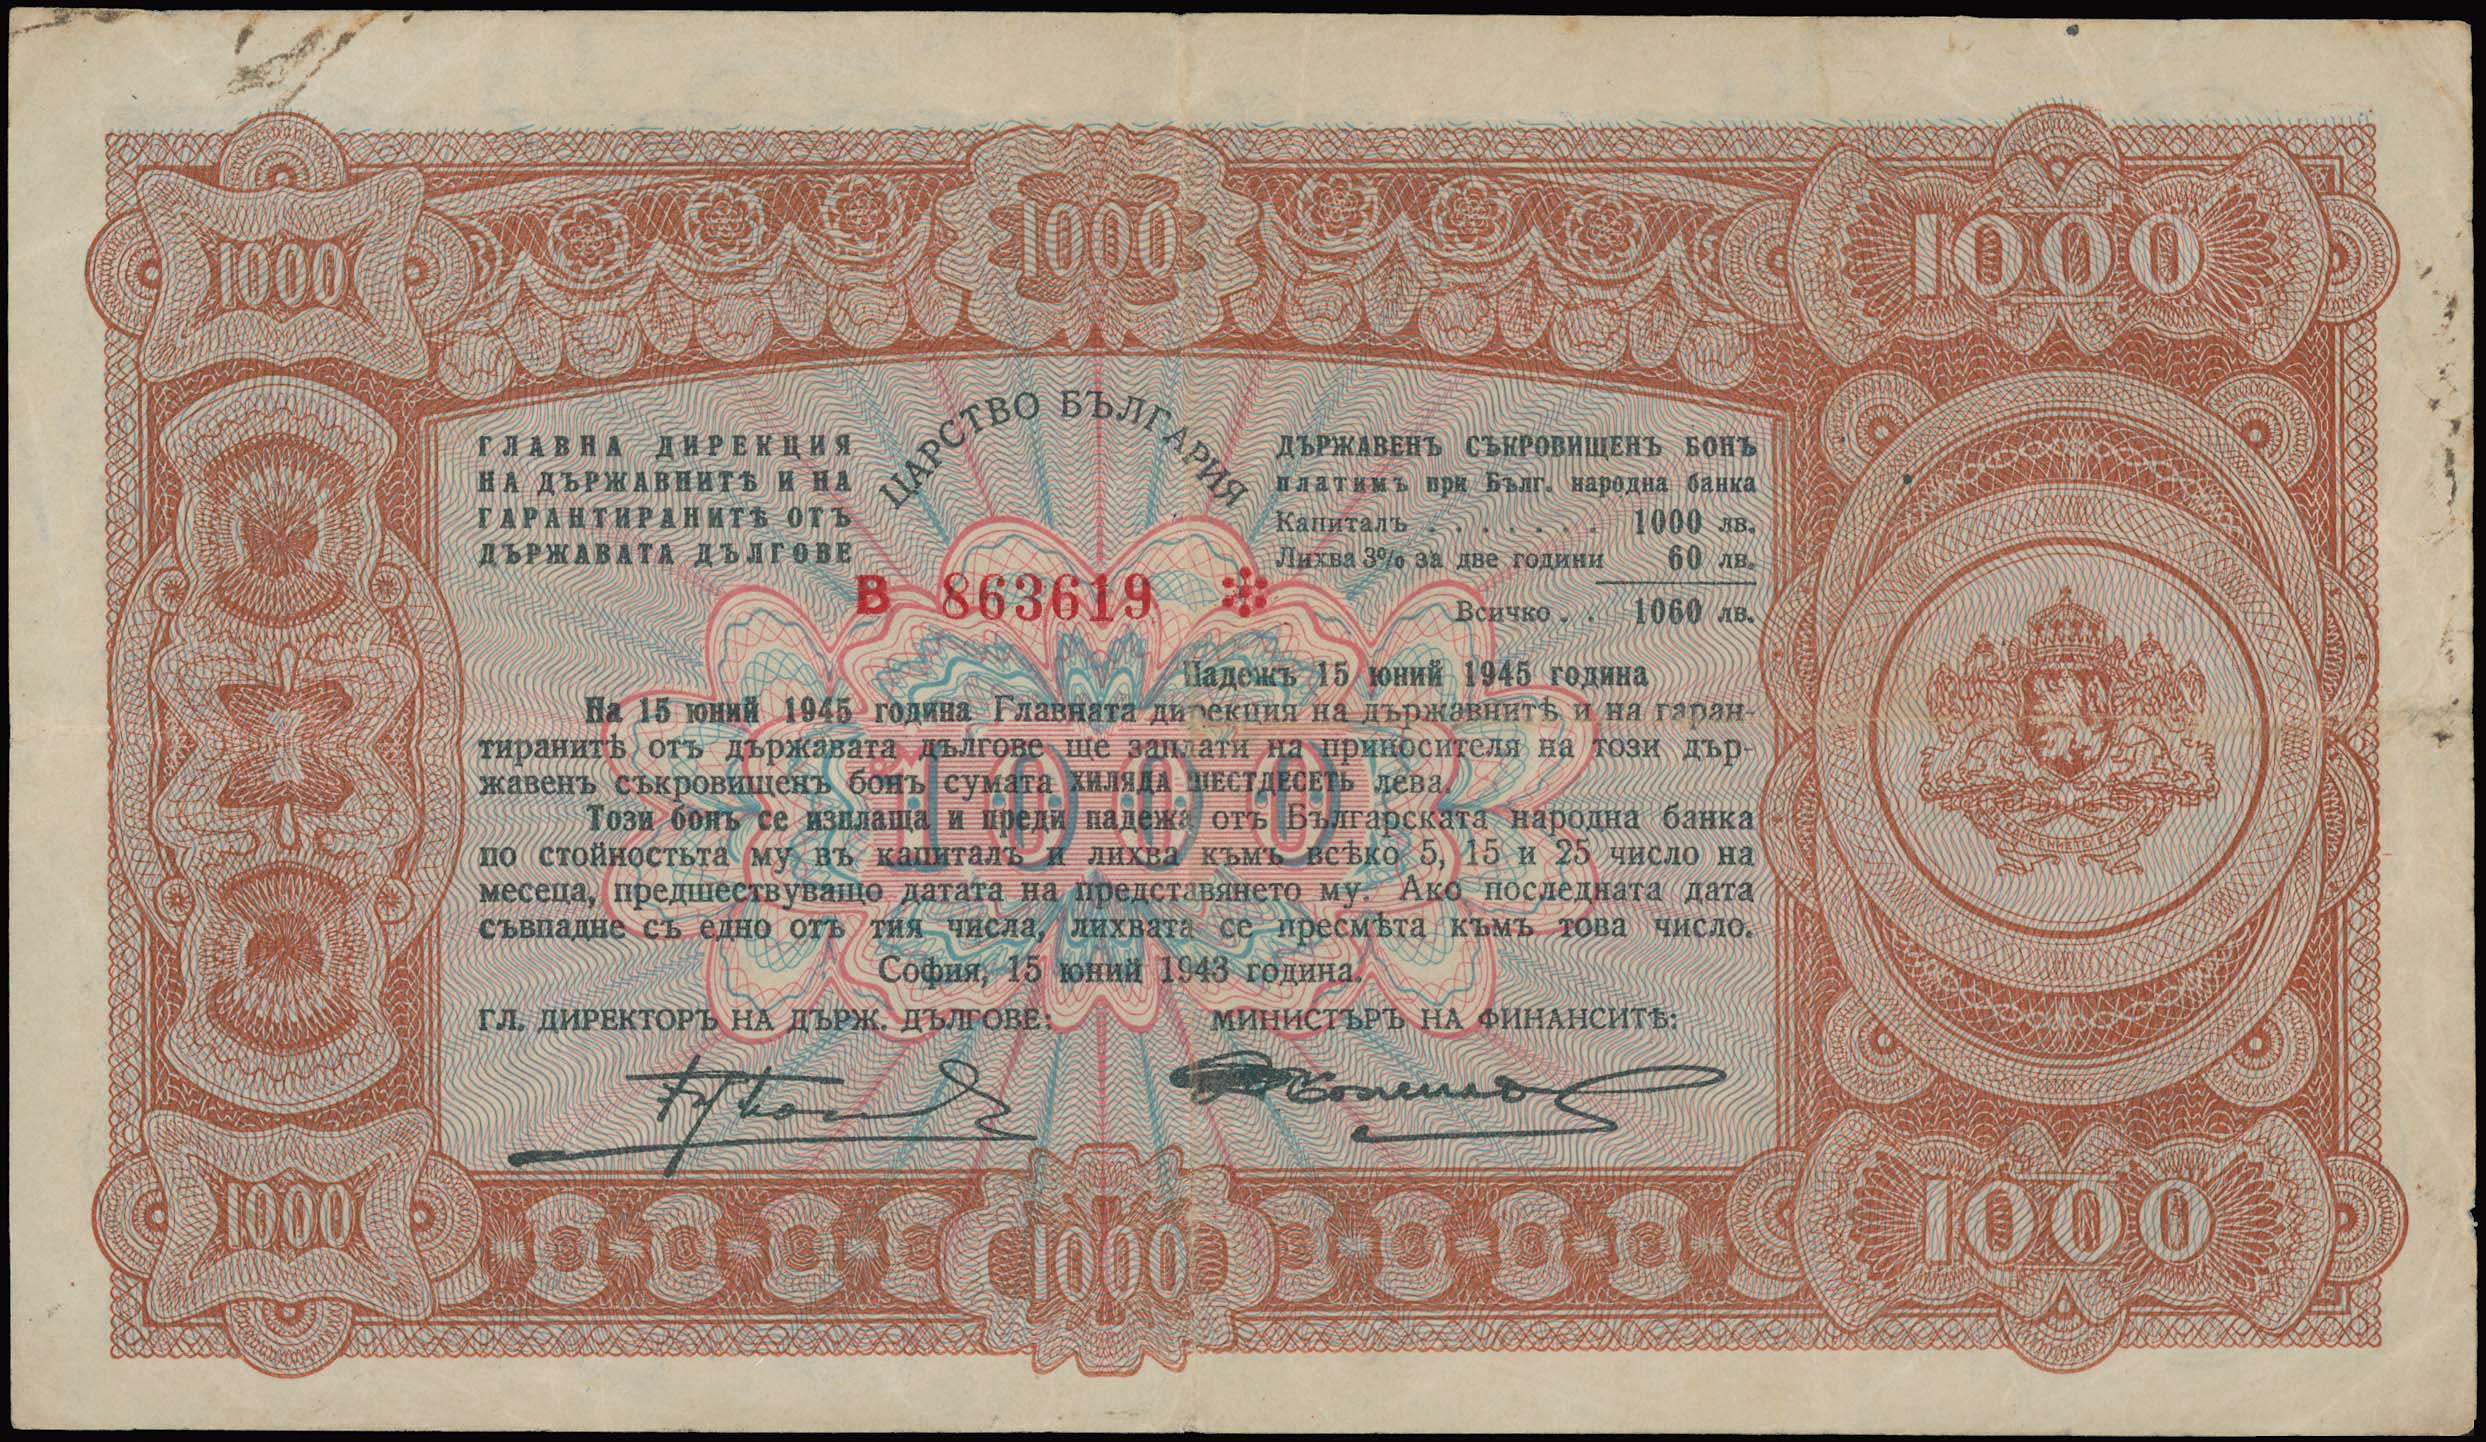 1000
1000
1000
ЦАРСТВО БЪЛГАРИЯ
ГЛАВНА ДИРЕКЦИЯ
НА ДЪРЖАВНИТѢ И НА
ГАРАНТИРАНИТѢ ОТЪ
ДЪРЖАВАТА ДЪЛГОВЕ
ДЪРЖАВЕНЪ СЪКРОВИЩЕНЪ БОНЪ
платимъ при Бълг. народна банка
Капиталъ . . . . . . . 1000 лв.
Лихва 3% за две години 60 лв.
Всичко . . 1060 лв.
В 863619 *
Падежъ 15 юний 1945 година
На 15 юний 1945 година Главната дирекция на държавнитѣ и на гаран-
тиранитѣ отъ държавата дългове ще заплати на приносителя на този дър-
жавенъ съкровищенъ бонъ сумата ХИЛЯДА ШЕСТДЕСЕТЬ лева.
Този бонъ се изплаща и преди падежа отъ Българската народна банка
по стойностьта му въ капиталъ и лихва къмъ всѣко 5, 15 и 25 число на
месеца, предшествуващо датата на представянето му. Ако последната дата
съвпадне съ едно отъ тия числа, лихвата се пресмѣта къмъ това число.
1000
София, 15 юний 1943 година.
ГЛ. ДИРЕКТОРЪ НА ДЪРЖ. ДЪЛГОВЕ:
МИНИСТЪРЪ НА ФИНАНСИТѢ:
1000
1000
1000